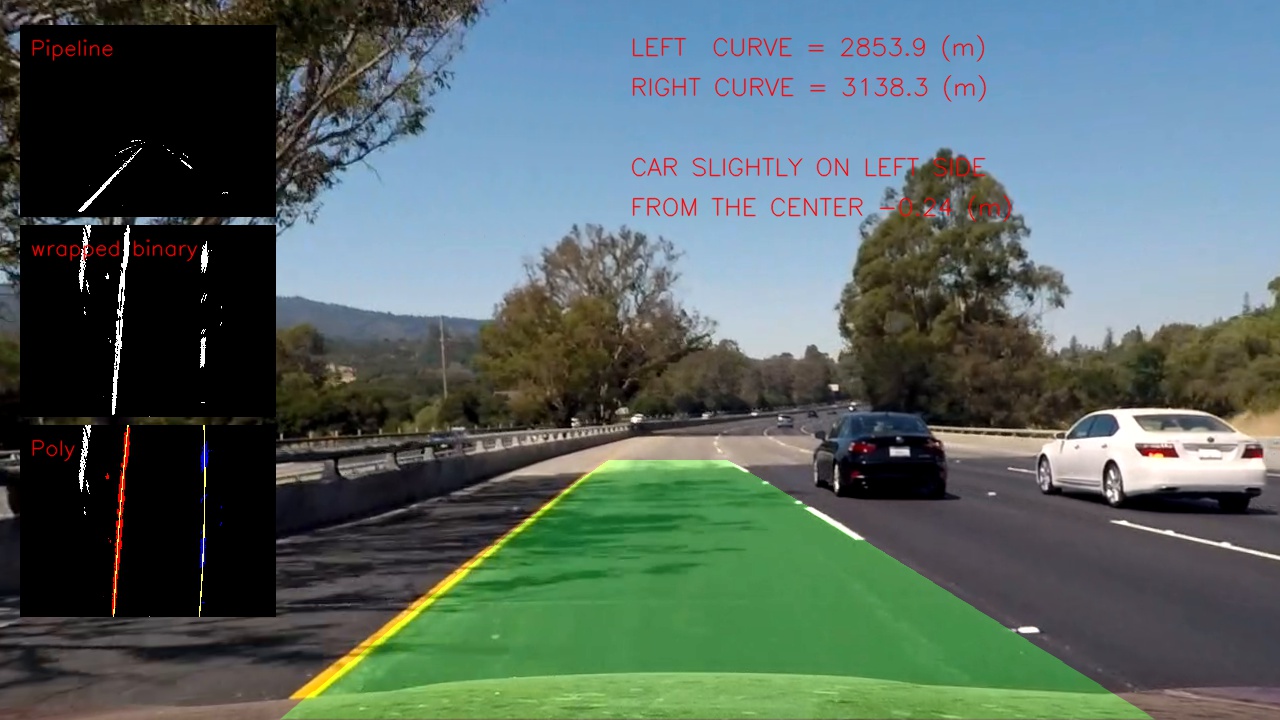 Pipeline
wrapped binary
Poly
LEFT CURVE = 2853.9 (m)
RIGHT CURVE = 3138.3 (m)
CAR SLIGHTLY ON LEFT SIDE
FROM THE CENTER -0.24 (m)